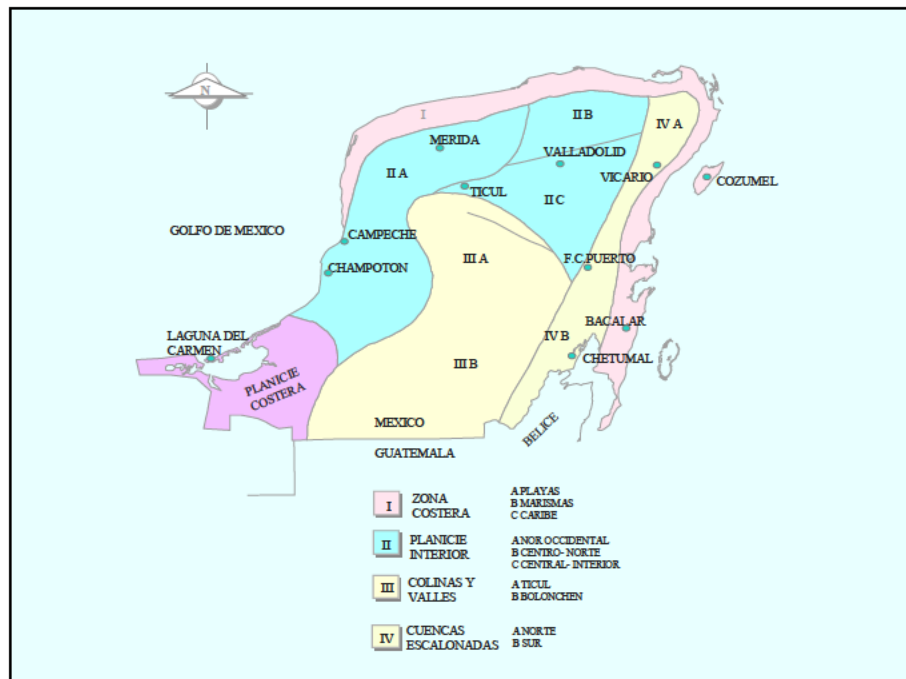 N
I
II B
IV A
MERIDA
VALLADOLID
II A
VICARIO
COZUMEL
TICUL
II C
GOLFO DE MEXICO
CAMPECHE
III A
F.C.PUERTO
CHAMPOTON
BACALAR
LAGUNA DEL
CARMEN
IV B
CHETUMAL
III B
PLANICIE
COSTERA
MEXICO
BELICE
GUATEMALA
I
ZONA
COSTERA
A PLAYAS
B MARISMAS
C CARIBE
II
PLANICIE
INTERIOR
A NOR OCCIDENTAL
B CENTRO- NORTE
C CENTRAL- INTERIOR
III
COLINAS Y
VALLES
A TICUL
B BOLONCHEN
IV
CUENCAS
ESCALONADAS
A NORTE
B SUR